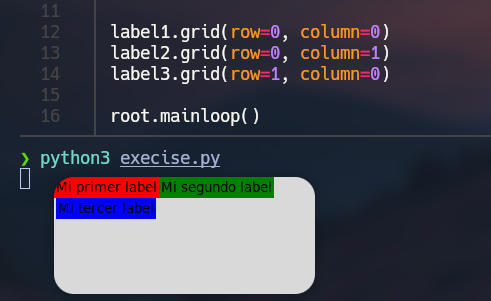 11
12 label1.grid(row=0, column=0)
13 label2.grid(row=0, column=1)
14 label3.grid(row=1, column=0)
15
16 root.mainloop()
❯ python3 execise.py
Mi primer label Mi segundo label
Mi tercer label